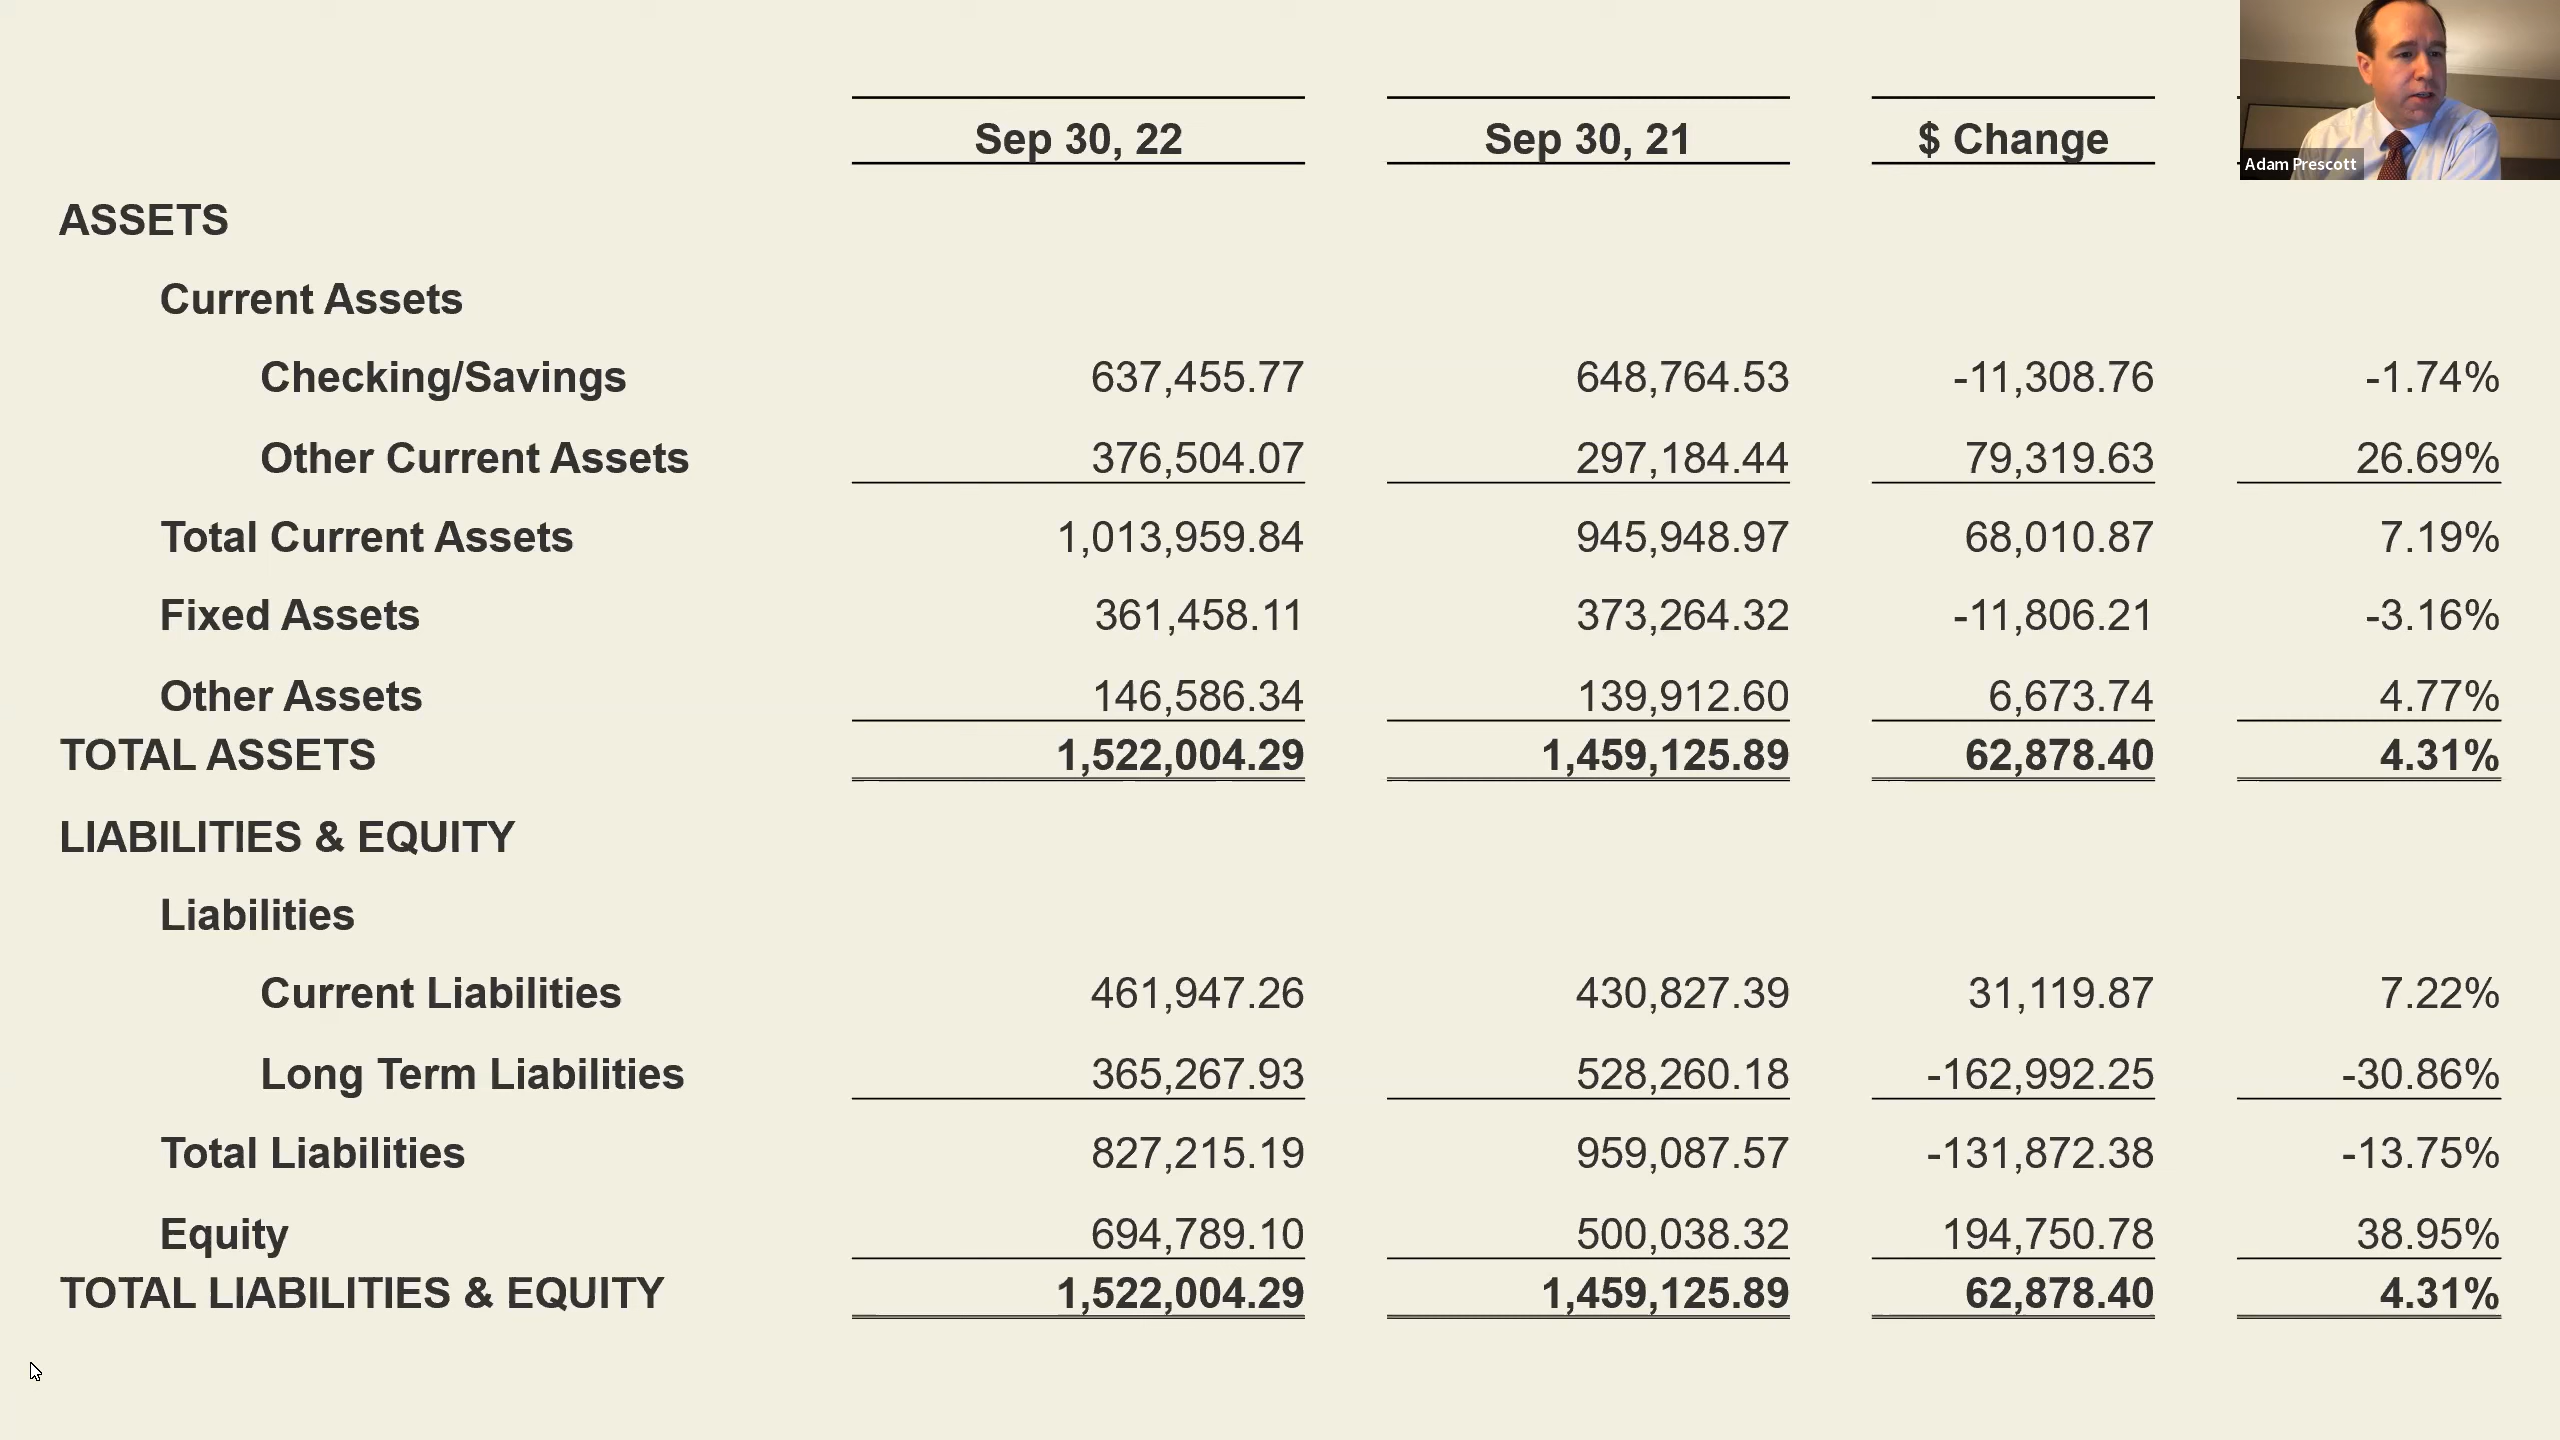 Sep 30, 22 Sep 30, 21 $ Change
Adam Prescott
ASSETS
Current Assets
Checking/Savings 637,455.77 648,764.53 -11,308.76 -1.74%
Other Current Assets 376,504.07 297,184.44 79,319.63 26.69%
Total Current Assets 1,013,959.84 945,948.97 68,010.87 7.19%
Fixed Assets 361,458.11 373,264.32 -11,806.21 -3.16%
Other Assets 146,586.34 139,912.60 6,673.74 4.77%
TOTAL ASSETS 1,522,004.29 1,459,125.89 62,878.40 4.31%
LIABILITIES & EQUITY
Liabilities
Current Liabilities 461,947.26 430,827.39 31,119.87 7.22%
Long Term Liabilities 365,267.93 528,260.18 -162,992.25 -30.86%
Total Liabilities 827,215.19 959,087.57 -131,872.38 -13.75%
Equity 694,789.10 500,038.32 194,750.78 38.95%
TOTAL LIABILITIES & EQUITY 1,522,004.29 1,459,125.89 62,878.40 4.31%